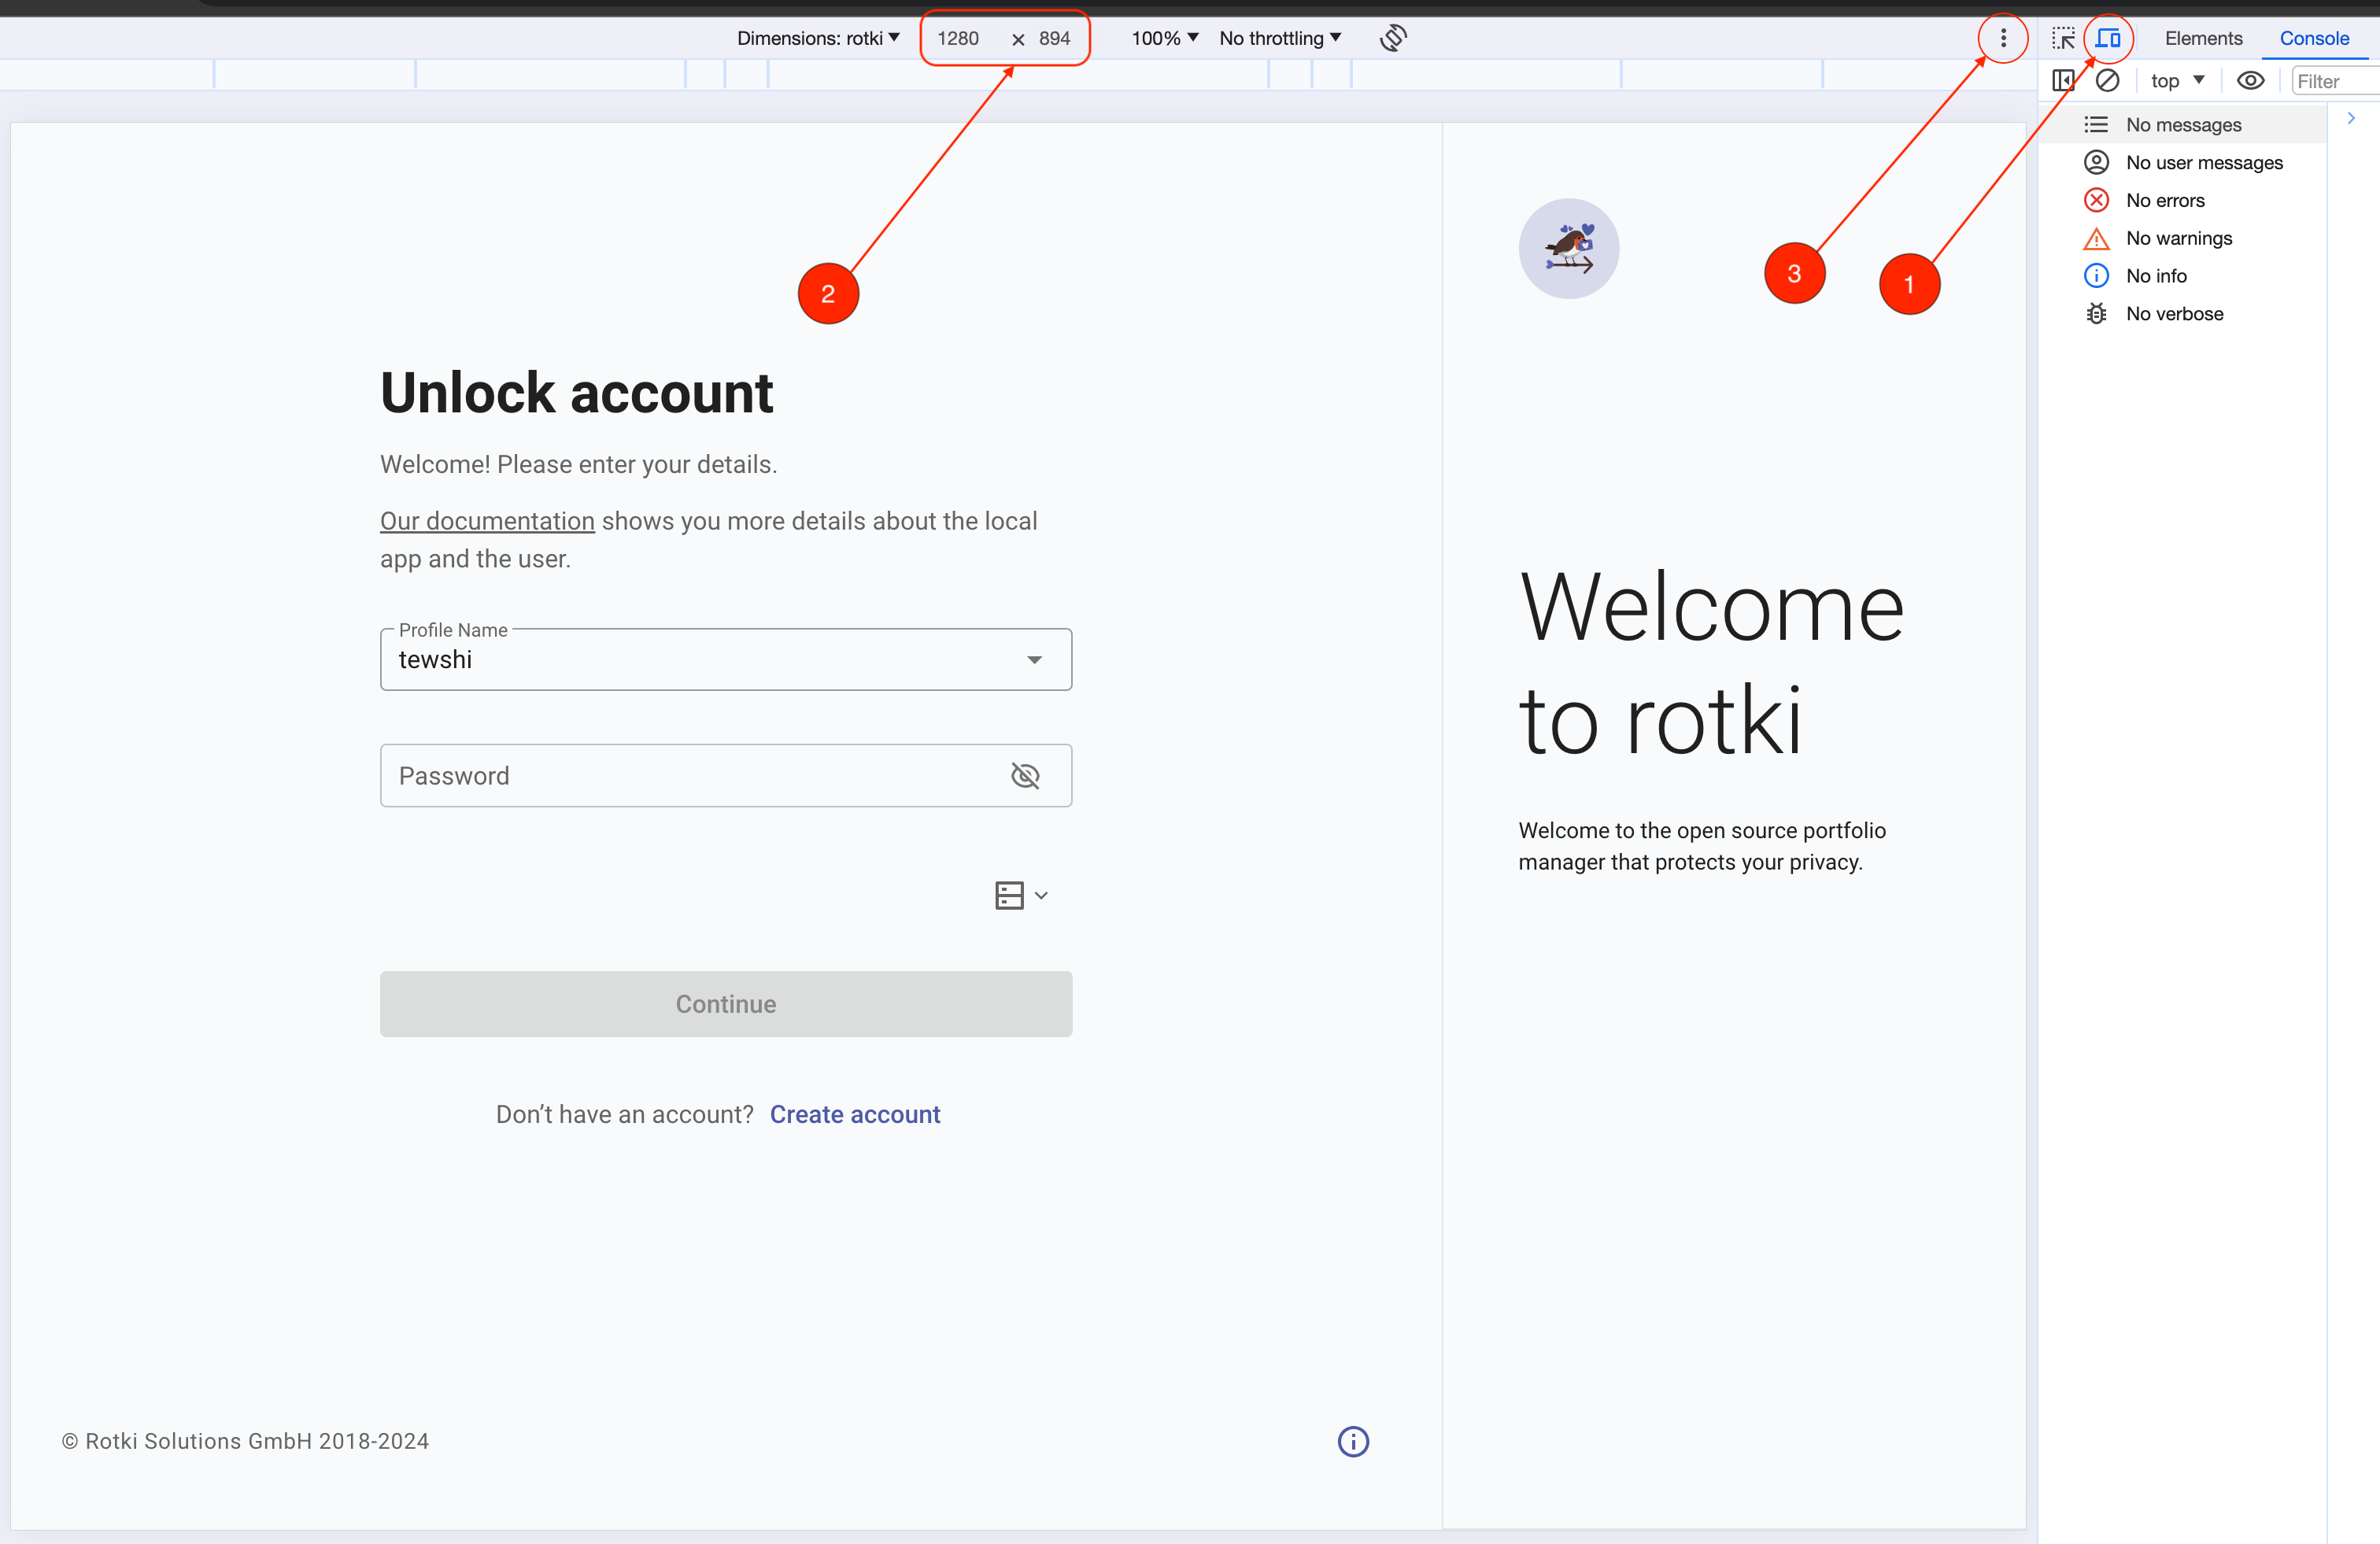 Dimensions: rotki
1280 × 894
100%
No throttling
Elements
Console
top
Filter
No messages
No user messages
No errors
No warnings
No info
No verbose
2
3
1
Unlock account
Welcome! Please enter your details.
Our documentation shows you more details about the local
app and the user.
Profile Name
tewshi
Password
Continue
Don’t have an account? Create account
© Rotki Solutions GmbH 2018-2024
Welcome
to rotki
Welcome to the open source portfolio
manager that protects your privacy.